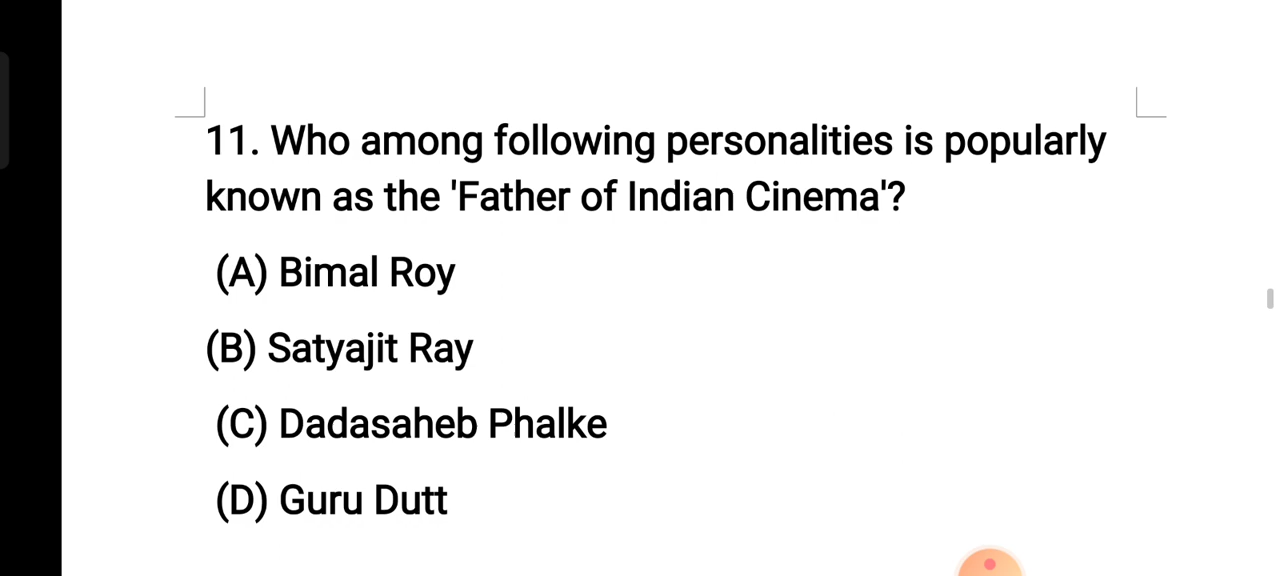 11. Who among following personalities is popularly
known as the 'Father of Indian Cinema'?
(A) Bimal Roy
(B) Satyajit Ray
(C) Dadasaheb Phalke
(D) Guru Dutt